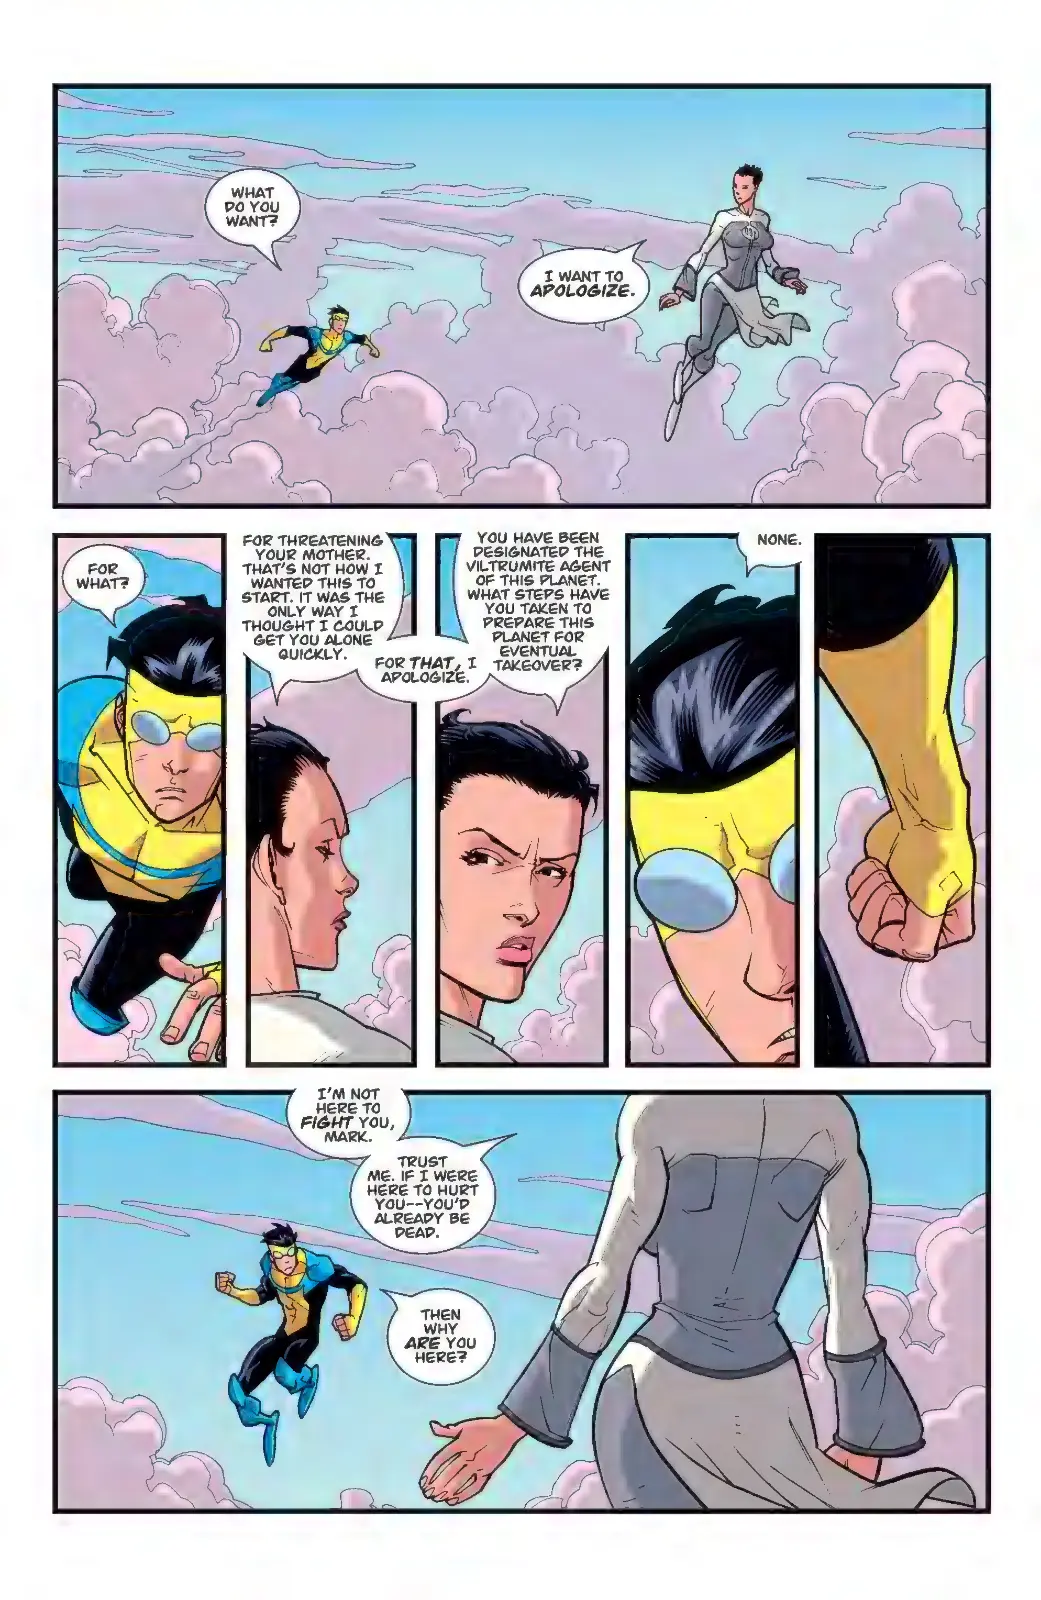 WHAT
DO YOU
WANT?
I WANT TO
APOLOGIZE.
FOR
WHAT?
FOR THREATENING
YOUR MOTHER.
THAT'S NOT HOW I
WANTED THIS TO
START. IT WAS THE
ONLY WAY I
THOUGHT I COULD
GET YOU ALONE
QUICKLY.
FOR THAT, I
APOLOGIZE.
YOU HAVE BEEN
DESIGNATED THE
VILTRUMITE AGENT
OF THIS PLANET.
WHAT STEPS HAVE
YOU TAKEN TO
PREPARE THIS
PLANET FOR
EVENTUAL
TAKEOVER?
NONE.
I'M NOT
HERE TO
FIGHT YOU,
MARK.
TRUST
ME. IF I WERE
HERE TO HURT
YOU--YOU'D
ALREADY BE
DEAD.
THEN
WHY
ARE YOU
HERE?